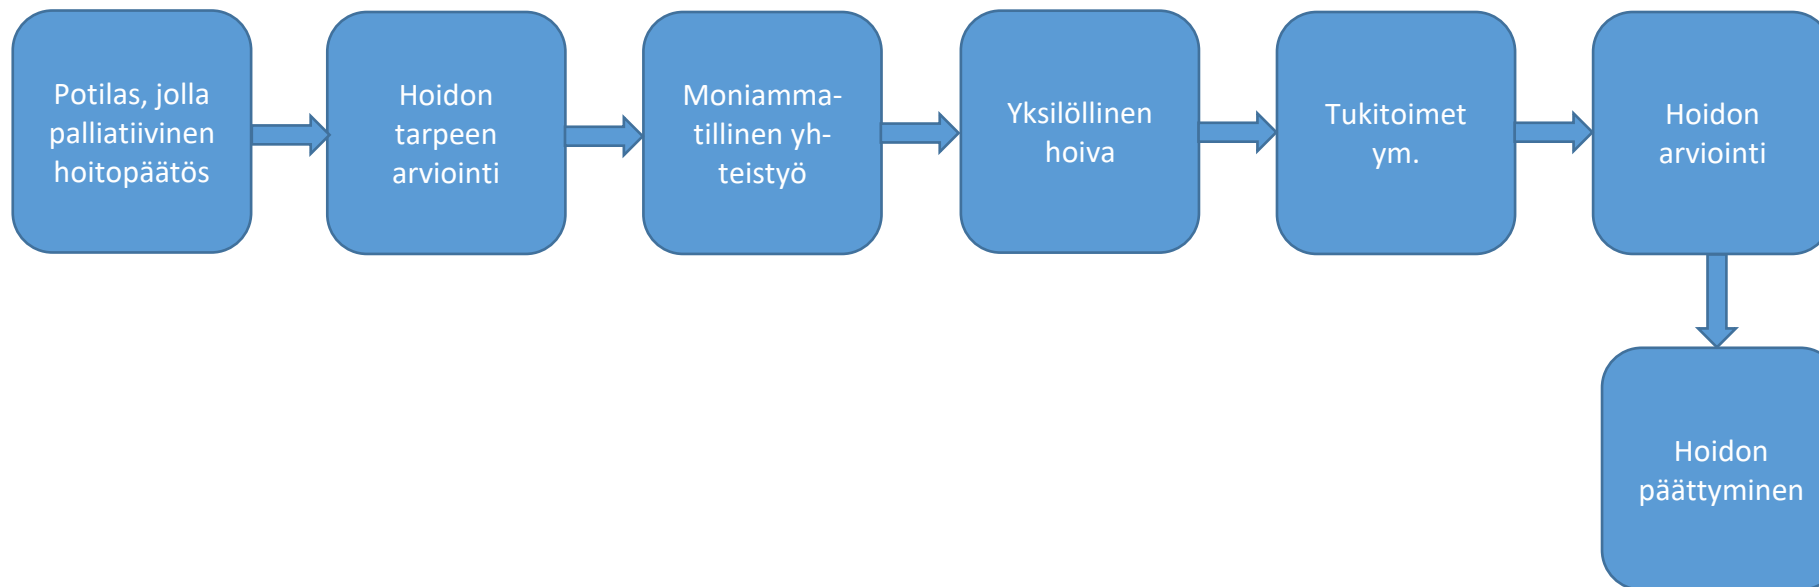 Potilas, jolla
palliatiivinen
hoitopäätös
Hoidon
tarpeen
arviointi
Moniamma-
tillinen yh-
teistyö
Yksilöllinen
hoiva
Tukitoimet
ym.
Hoidon
arviointi
Hoidon
päättyminen